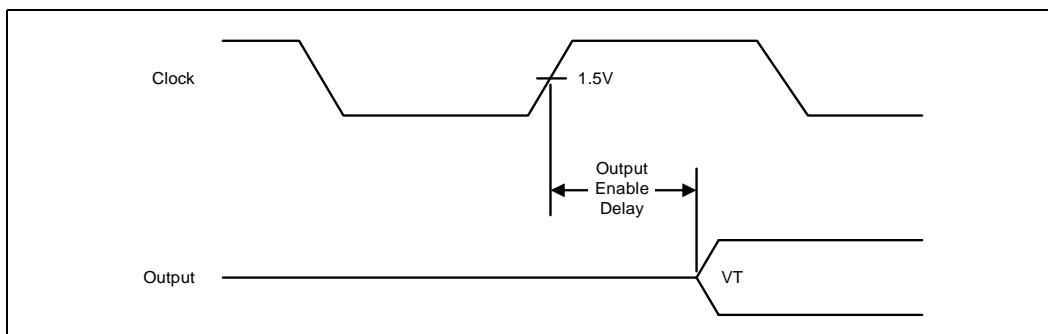 Clock
1.5V
Output
Enable
Delay
Output
VT